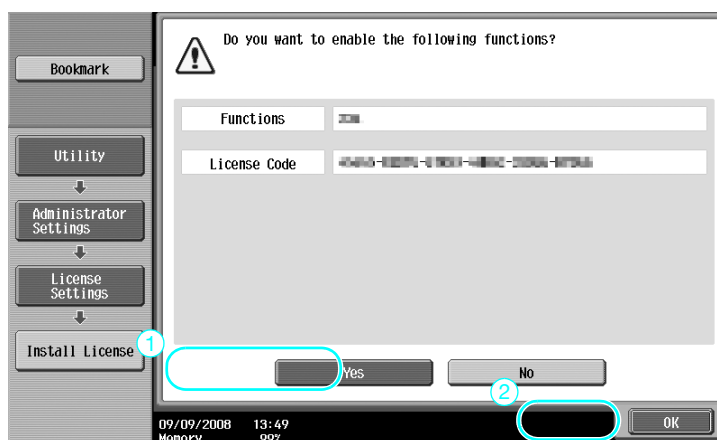 Do you want to enable the following functions?
Bookmark
Functions
License Code
Utility
Administrator
Settings
License
Settings
Install License
1
Yes
No
2
09/09/2008 13:49
Memory 99%
OK